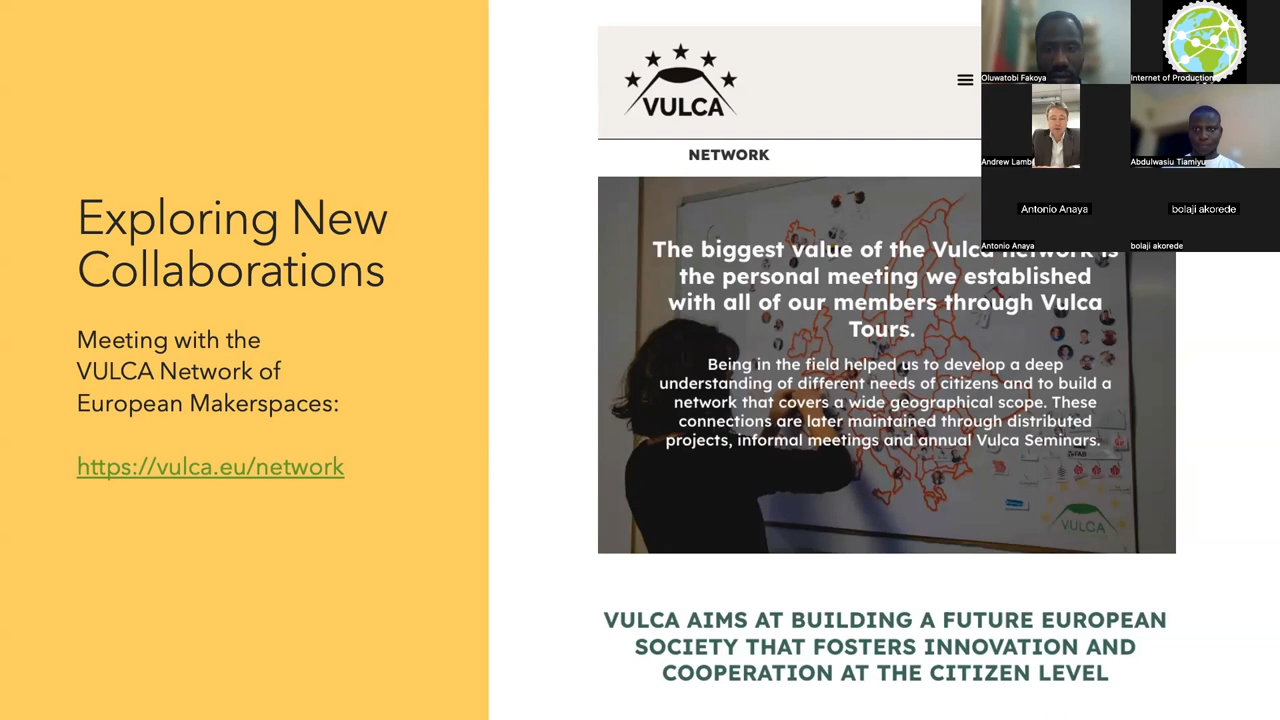 Exploring New
Collaborations
Meeting with the
VULCA Network of
European Makerspaces:
https://vulca.eu/network
VULCA
NETWORK
The biggest value of the Vulca network is
the personal meeting we established
with all of our members through Vulca
Tours.
Being in the field helped us to develop a deep
understanding of different needs of citizens and to build a
network that covers a wide geographical scope. These
connections are later maintained through distributed
projects, informal meetings and annual Vulca Seminars.
VULCA
VULCA AIMS AT BUILDING A FUTURE EUROPEAN
SOCIETY THAT FOSTERS INNOVATION AND
COOPERATION AT THE CITIZEN LEVEL
Oluwatobi Fakoya
Internet of Production
Andrew Lamb
Abdulwasiu Tiamiyu
Antonio Anaya
bolaji akorede
Antonio Anaya
bolaji akorede